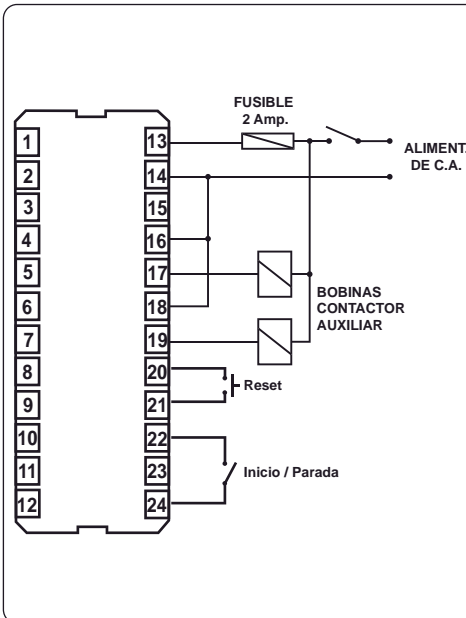 FUSIBLE
2 Amp.
1
13
ALIMENT.
DE C.A.
2
14
3
15
4
16
5
17
BOBINAS
CONTACTOR
AUXILIAR
6
18
7
19
8
20
Reset
9
21
10
22
11
23
Inicio / Parada
12
24